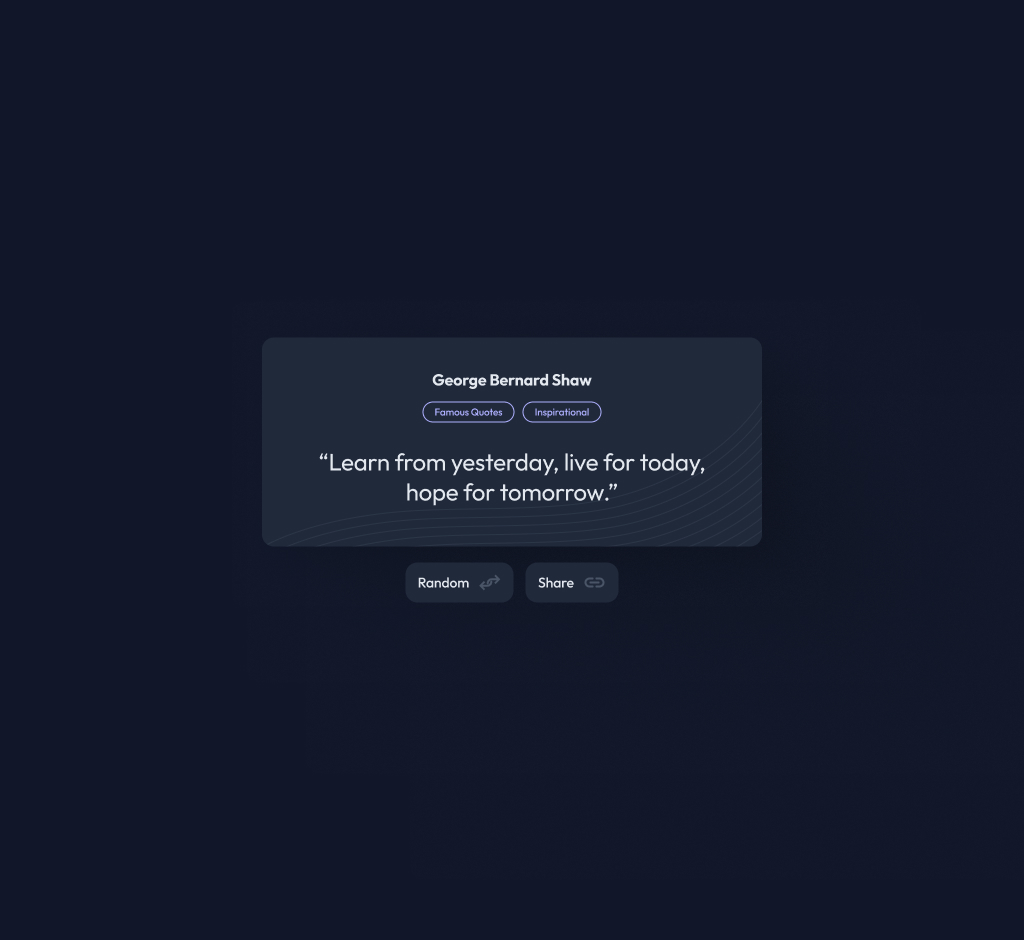 George Bernard Shaw
Famous Quotes Inspirational
“Learn from yesterday, live for today,
hope for tomorrow.”
Random Share